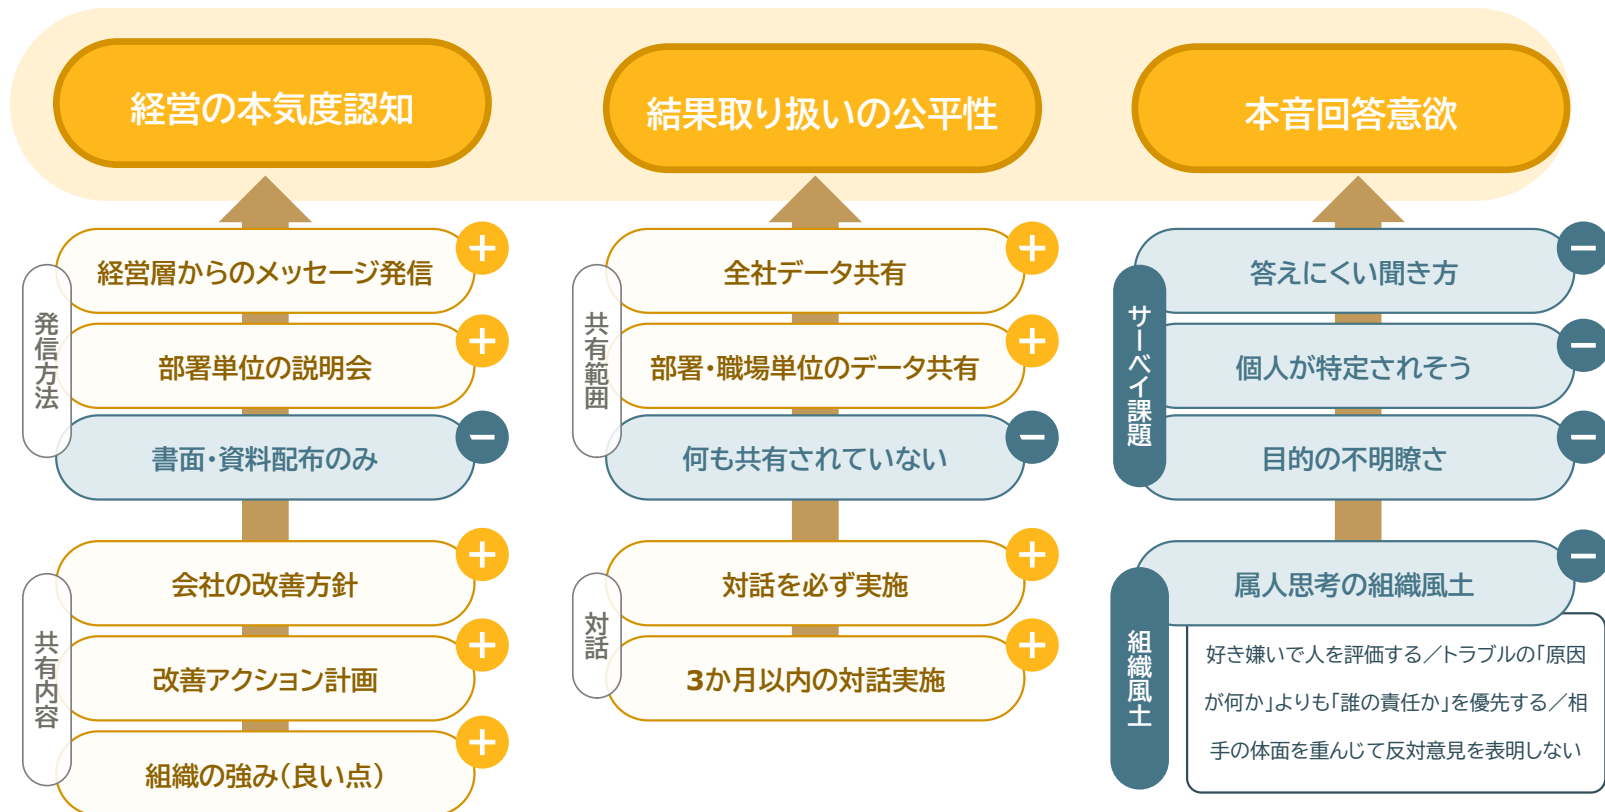 経営の本気度認知
発信方法
経営層からのメッセージ発信
+
部署単位の説明会
+
書面・資料配布のみ
−
共有内容
会社の改善方針
+
改善アクション計画
+
組織の強み(良い点)
+
結果取り扱いの公平性
共有範囲
全社データ共有
+
部署・職場単位のデータ共有
+
何も共有されていない
−
対話
対話を必ず実施
+
3か月以内の対話実施
+
本音回答意欲
サーベイ課題
答えにくい聞き方
−
個人が特定されそう
−
目的の不明瞭さ
−
組織風土
属人思考の組織風土
−
好き嫌いで人を評価する/トラブルの「原因
が何か」よりも「誰の責任か」を優先する/相
手の体面を重んじて反対意見を表明しない